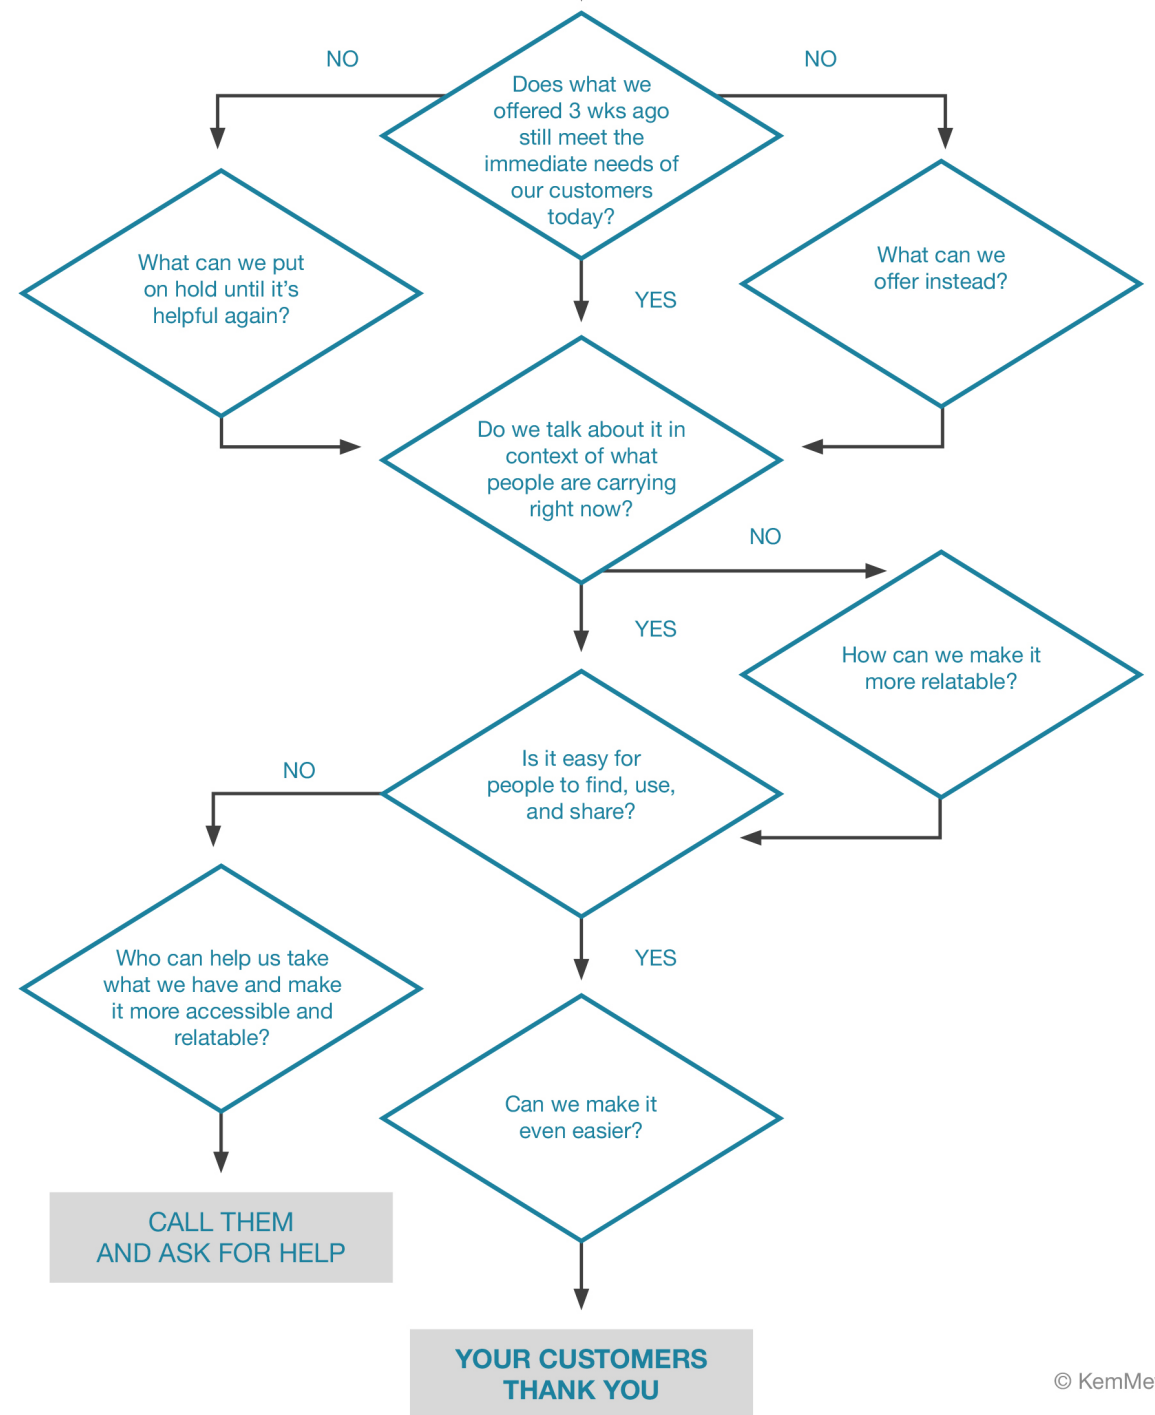 NO
NO
Does what we
offered 3 wks ago
still meet the
immediate needs of
our customers
today?
What can we put
on hold until it's
helpful again?
What can we
offer instead?
YES
Do we talk about it in
context of what
people are carrying
right now?
NO
YES
How can we make it
more relatable?
Is it easy for
people to find, use,
and share?
NO
YES
Who can help us take
what we have and make
it more accessible and
relatable?
Can we make it
even easier?
CALL THEM
AND ASK FOR HELP
YOUR CUSTOMERS
THANK YOU
© KemMe